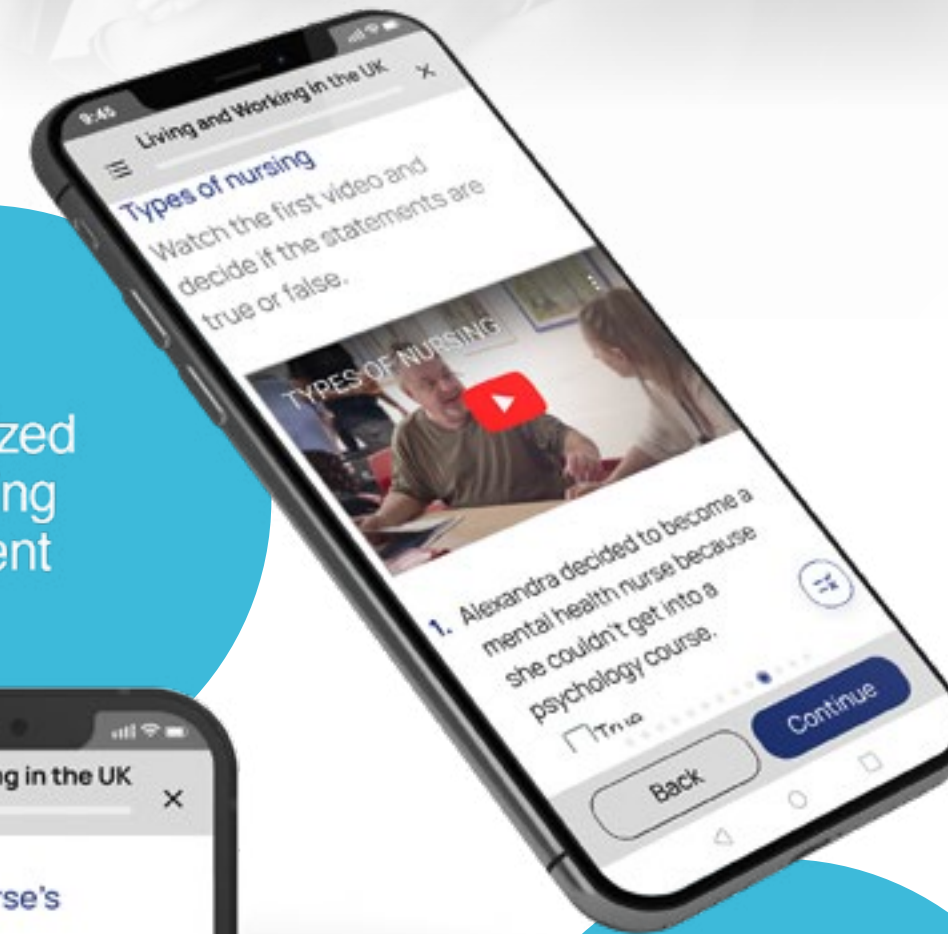 9:45
Living and Working in the UK
Types of nursing
Watch the first video and
decide if the statements are
true or false.
TYPES OF NURSING
1. Alexandra decided to become a
mental health nurse because
she couldn't get into a
psychology course.
True
Back
Continue
zed
ng
ent
g in the UK
rse's